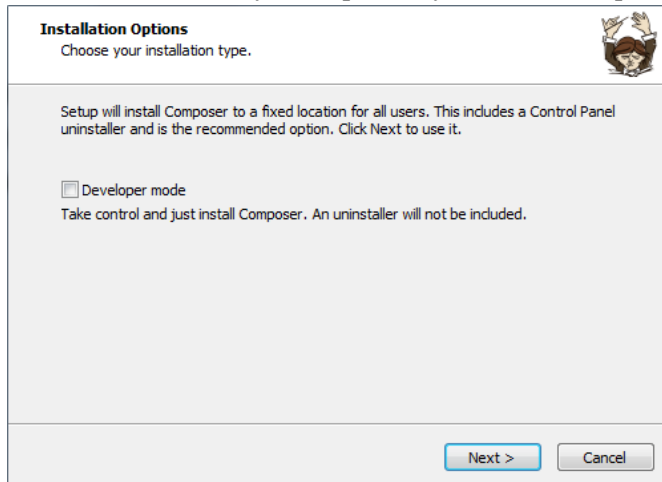 Installation Options
Choose your installation type.
Setup will install Composer to a fixed location for all users. This includes a Control Panel
uninstaller and is the recommended option. Click Next to use it.
Developer mode
Take control and just install Composer. An uninstaller will not be included.
Next >
Cancel